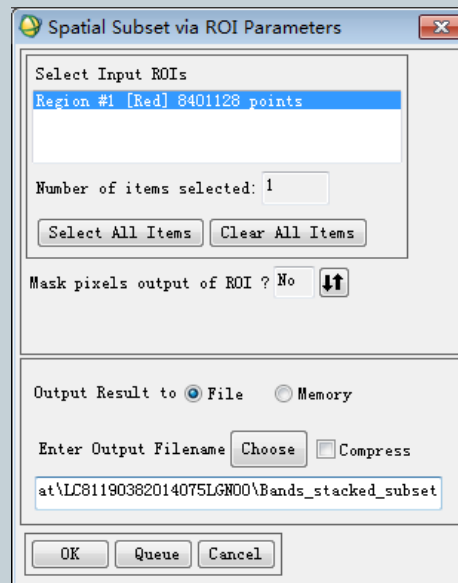 Spatial Subset via ROI Parameters
Select Input ROIs
Region #1 [Red] 8401128 points
Number of items selected: 1
Select All Items Clear All Items
Mask pixels output of ROI ? No
Output Result to File Memory
Enter Output Filename Choose Compress
at\LC81190382014075LGN00\Bands_stacked_subset
OK Queue Cancel